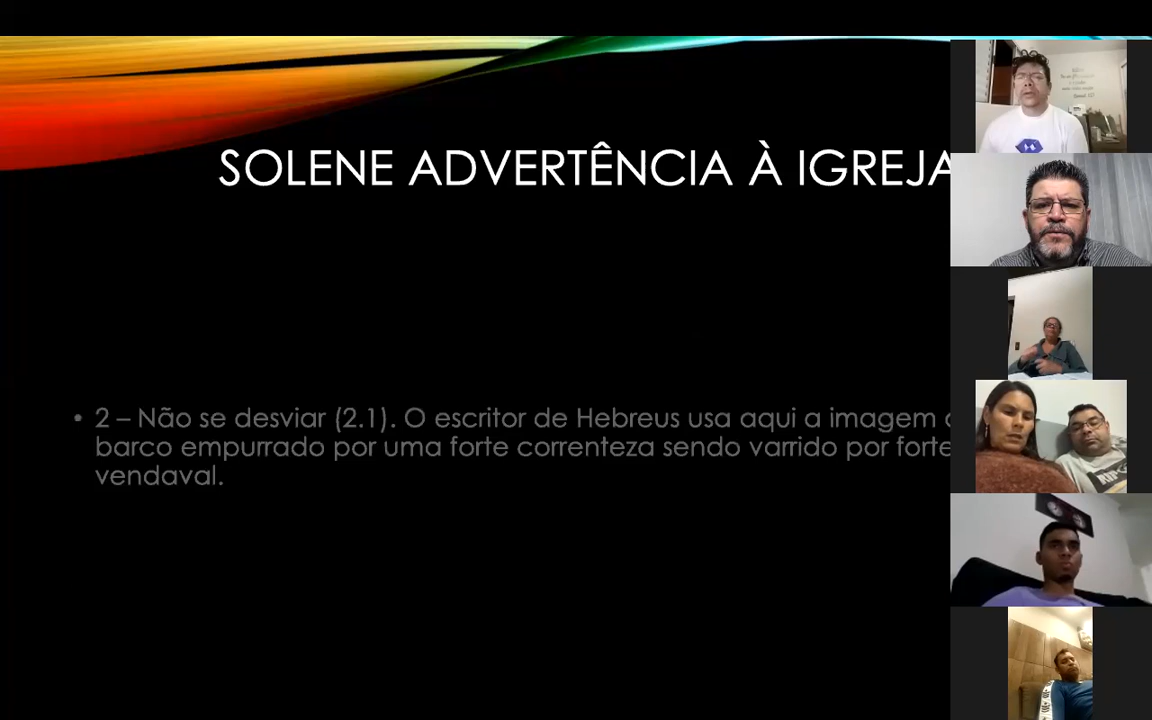 SOLENE ADVERTÊNCIA À IGREJA
• 2 – Não se desviar (2.1). O escritor de Hebreus usa aqui a imagem
barco empurrado por uma forte correnteza sendo varrido por forte
vendaval.